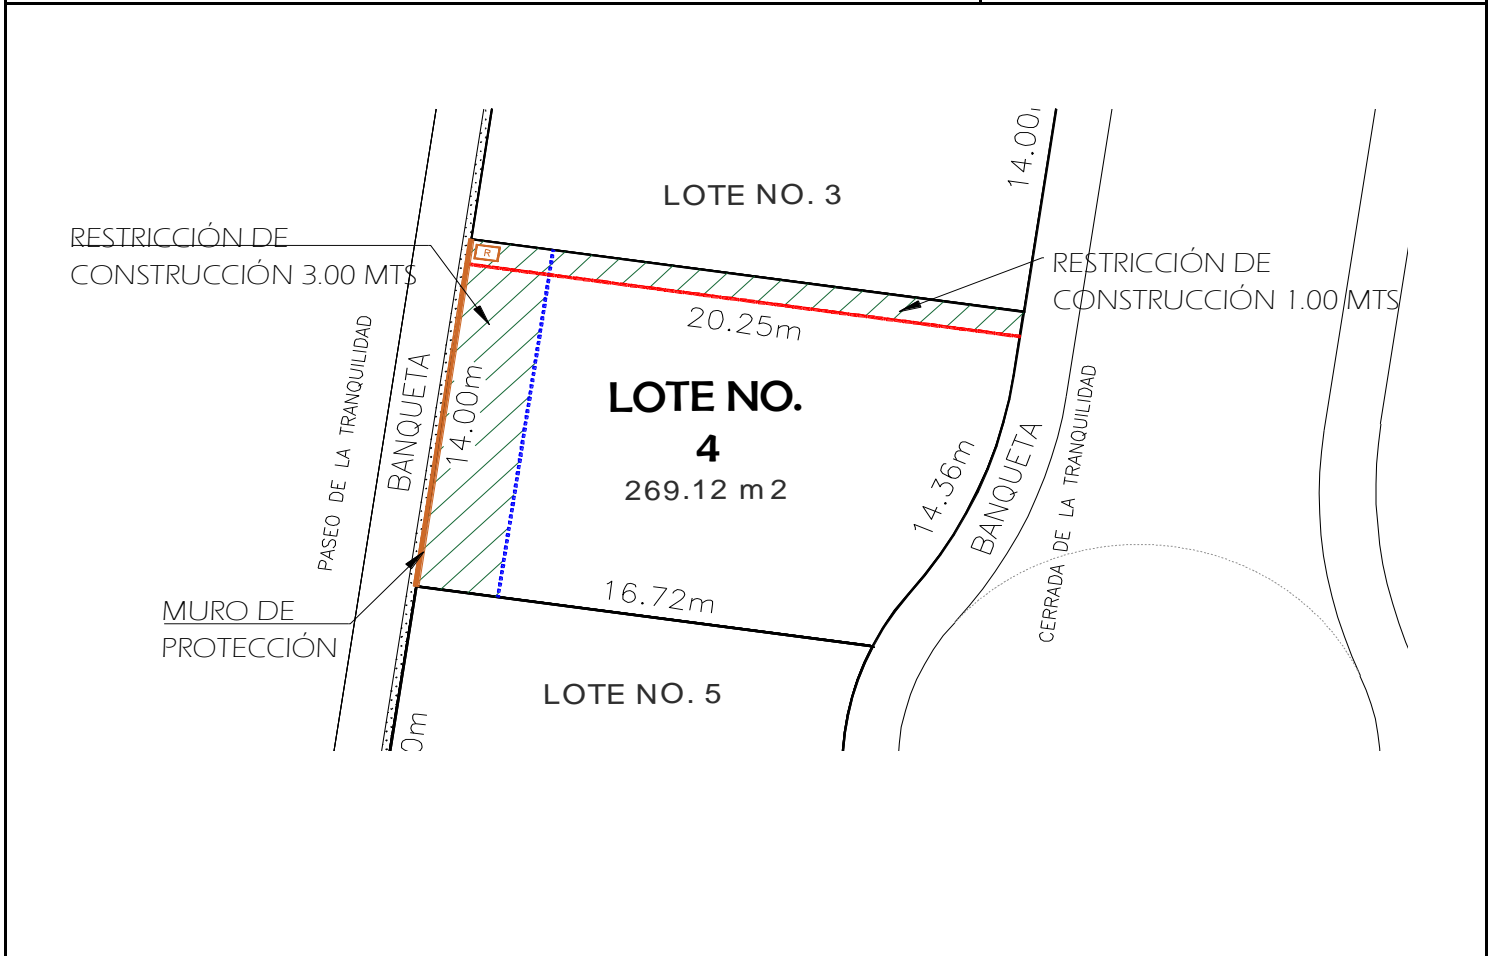 14.00
LOTE NO. 3
RESTRICCIÓN DE
CONSTRUCCIÓN 3.00 MTS
R
RESTRICCIÓN DE
CONSTRUCCIÓN 1.00 MTS
20.25m
PASEO DE LA TRANQUILIDAD
BANQUETA
14.00m
LOTE NO.
4
269.12 m2
14.36m
BANQUETA
CERRADA DE LA TRANQUILIDAD
16.72m
MURO DE
PROTECCIÓN
LOTE NO. 5
0m